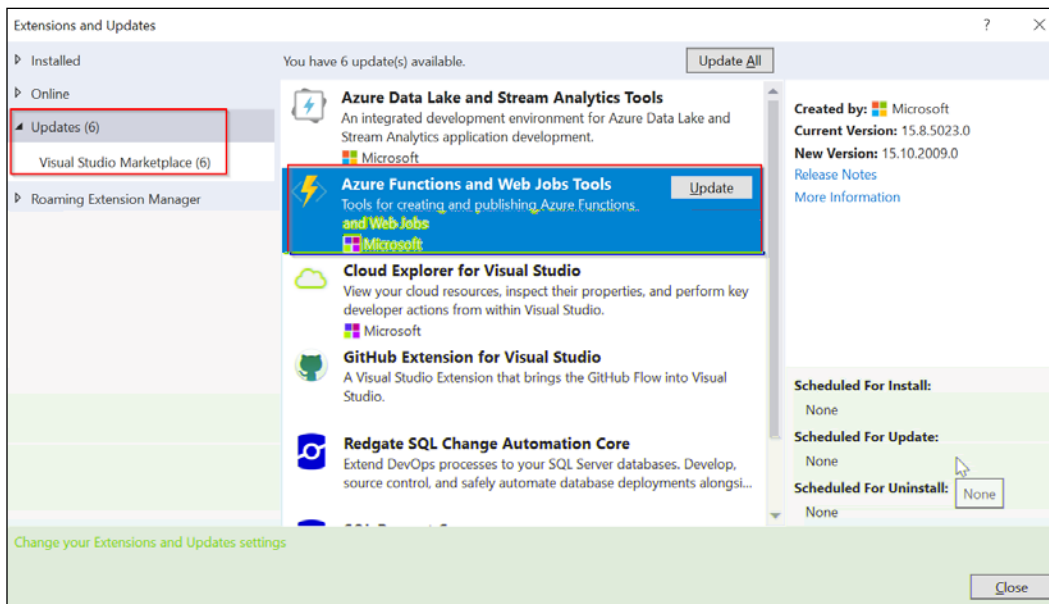 Extensions and Updates
?
Installed
Online
Updates (6)
Visual Studio Marketplace (6)
Roaming Extension Manager
You have 6 update(s) available.
Update All
Azure Data Lake and Stream Analytics Tools
An integrated development environment for Azure Data Lake and
Stream Analytics application development.
Microsoft
Azure Functions and Web Jobs Tools
Update
Tools for creating and publishing Azure Functions
and Web Jobs
Microsoft
Cloud Explorer for Visual Studio
View your cloud resources, inspect their properties, and perform key
developer actions from within Visual Studio.
Microsoft
GitHub Extension for Visual Studio
A Visual Studio Extension that brings the GitHub Flow into Visual
Studio.
Redgate SQL Change Automation Core
Extend DevOps processes to your SQL Server databases. Develop,
source control, and safely automate database deployments alongsi...
Created by: Microsoft
Current Version: 15.8.5023.0
New Version: 15.10.2009.0
Release Notes
More Information
Scheduled For Install:
None
Scheduled For Update:
None
Scheduled For Uninstall:
None
None
Change your Extensions and Updates settings
Close